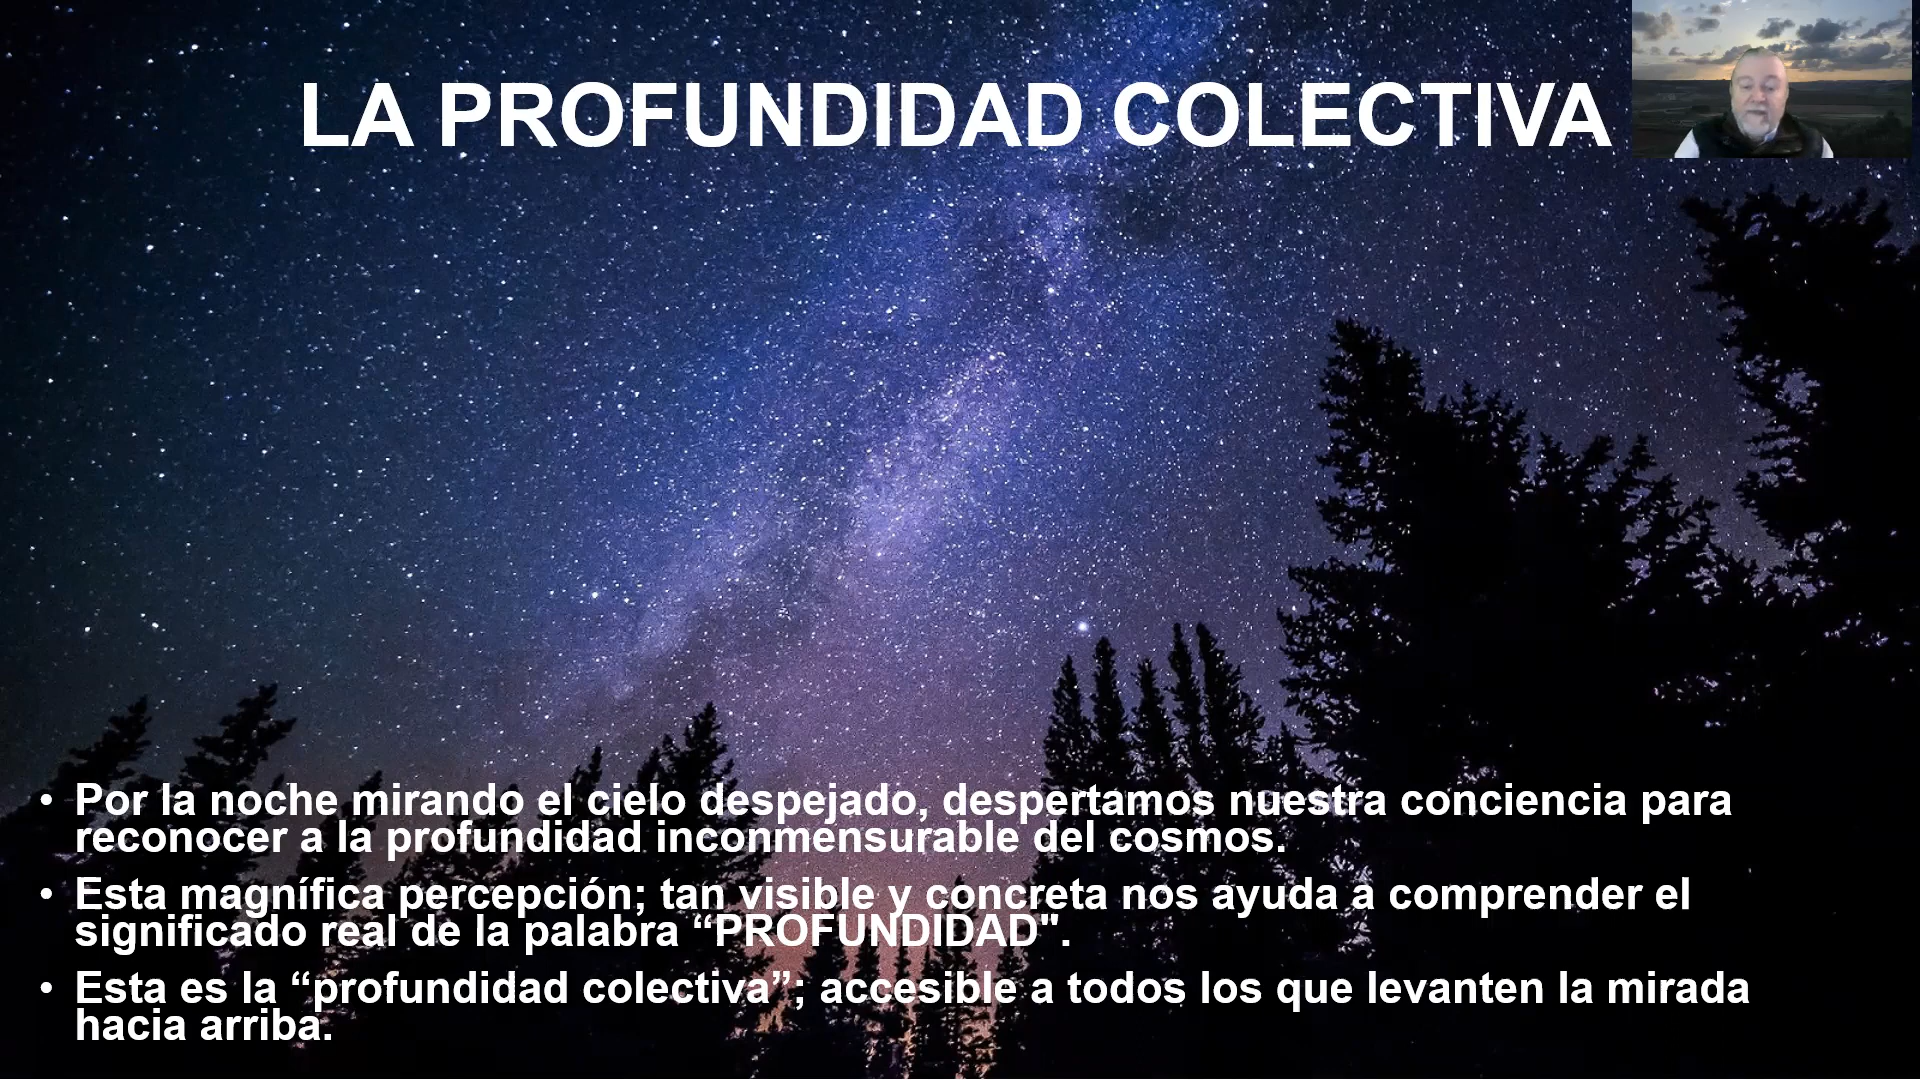 LA PROFUNDIDAD COLECTIVA
• Por la noche mirando el cielo despejado, despertamos nuestra conciencia para
reconocer a la profundidad inconmensurable del cosmos.
• Esta magnífica percepción; tan visible y concreta nos ayuda a comprender el
significado real de la palabra “PROFUNDIDAD".
• Esta es la “profundidad colectiva”; accesible a todos los que levanten la mirada
hacia arriba.